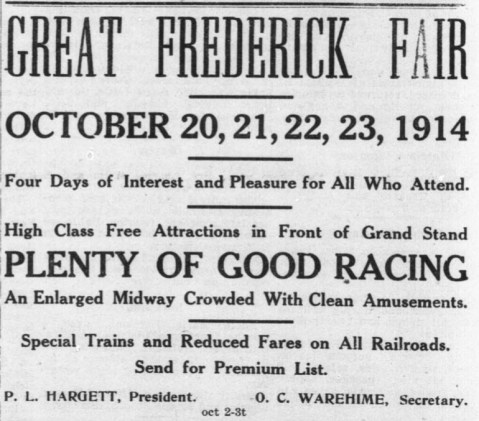 GREAT FREDERICK FAIR
OCTOBER 20, 21, 22, 23, 1914
Four Days of Interest and Pleasure for All Who Attend.
High Class Free Attractions in Front of Grand Stand
PLENTY OF GOOD RACING
An Enlarged Midway Crowded With Clean Amusements.
Special Trains and Reduced Fares on All Railroads.
Send for Premium List.
P. L. HARGETT, President. O. C. WAREHIME, Secretary.
oct 2-3t